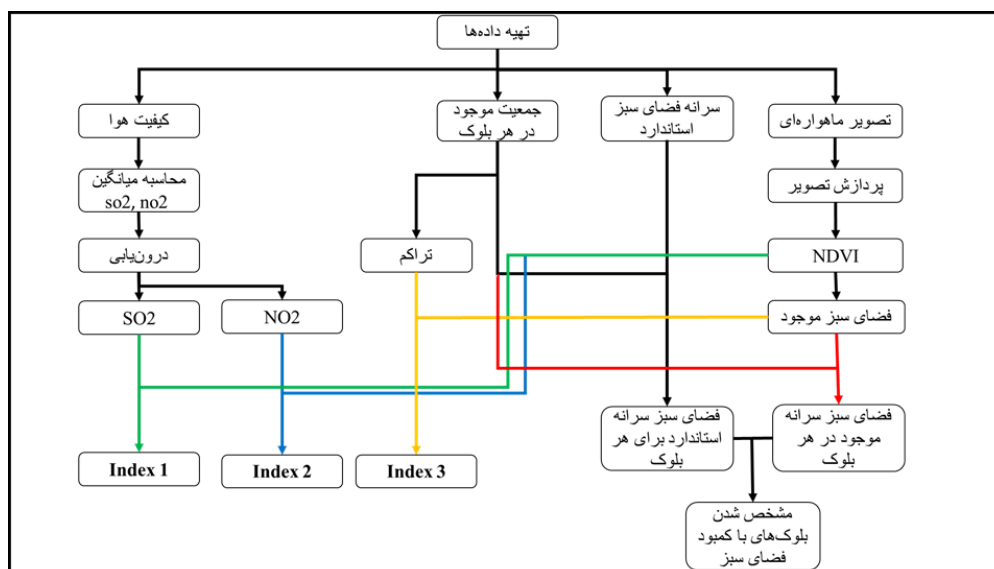 تهیه داده‌ها
تصویر ماهواره‌ای
سرانه فضای سبز
استاندارد
جمعیت موجود
در هر بلوک
کیفیت هوا
پردازش تصویر
محاسبه میانگین
so2, no2
NDVI
تراکم
درون‌یابی
فضای سبز موجود
NO2
SO2
فضای سبز سرانه
موجود در هر
بلوک
فضای سبز سرانه
استاندارد برای هر
بلوک
Index 3
Index 2
Index 1
مشخص شدن
بلوک‌های با کمبود
فضای سبز